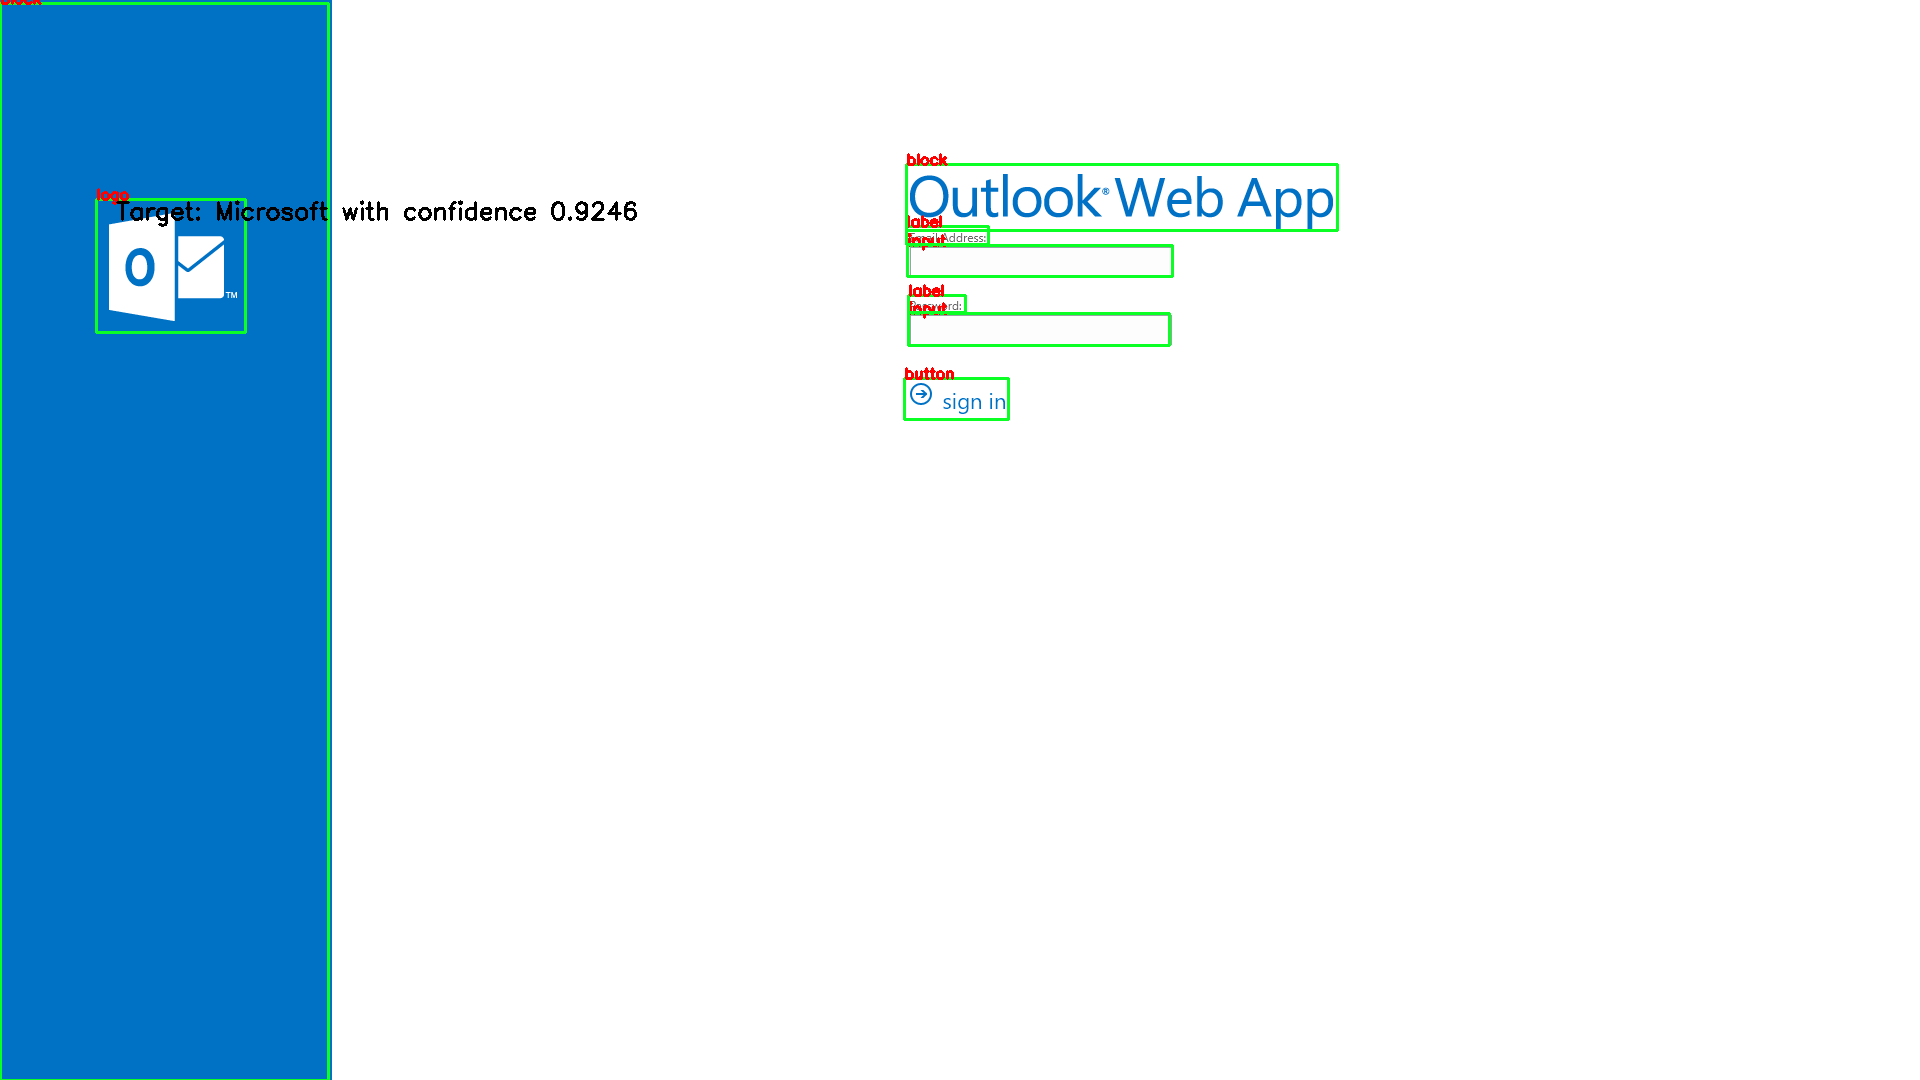 block
block
Outlook® Web App
logo
Target: Microsoft with confidence 0.9246
label
Email Address:
input
O
TM
label
Password:
input
button
sign in